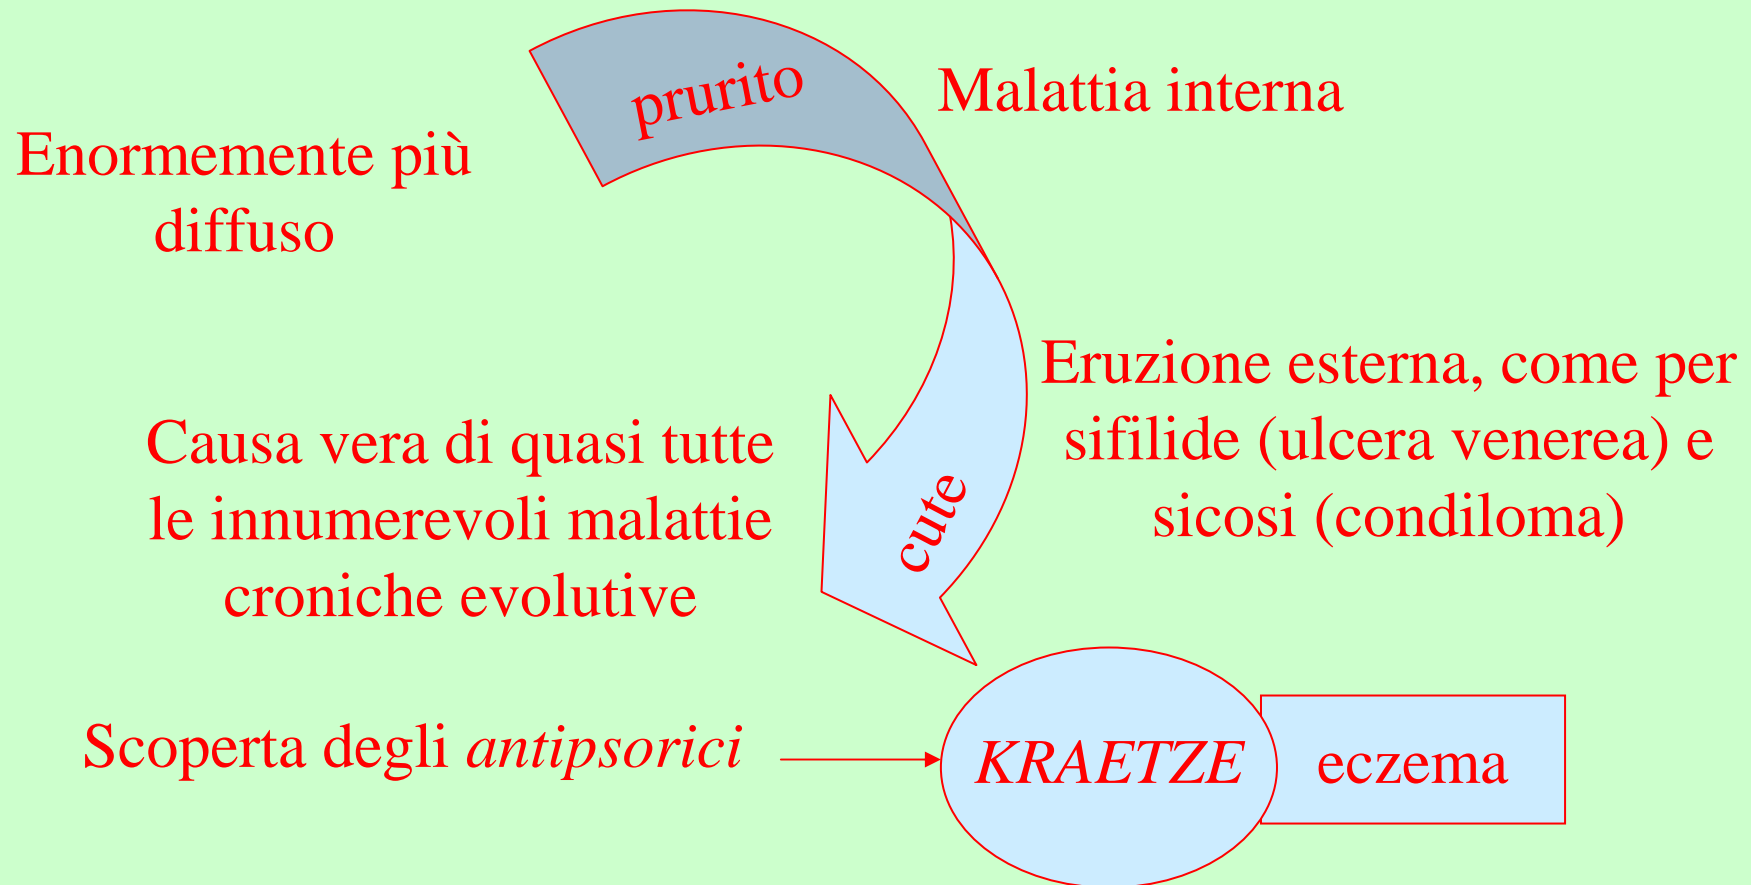 prurito
Malattia interna
Enormemente più
diffuso
Eruzione esterna, come per
sifilide (ulcera venerea) e
sicosi (condiloma)
Causa vera di quasi tutte
le innumerevoli malattie
croniche evolutive
cute
Scoperta degli antipsorici
KRAETZE
eczema